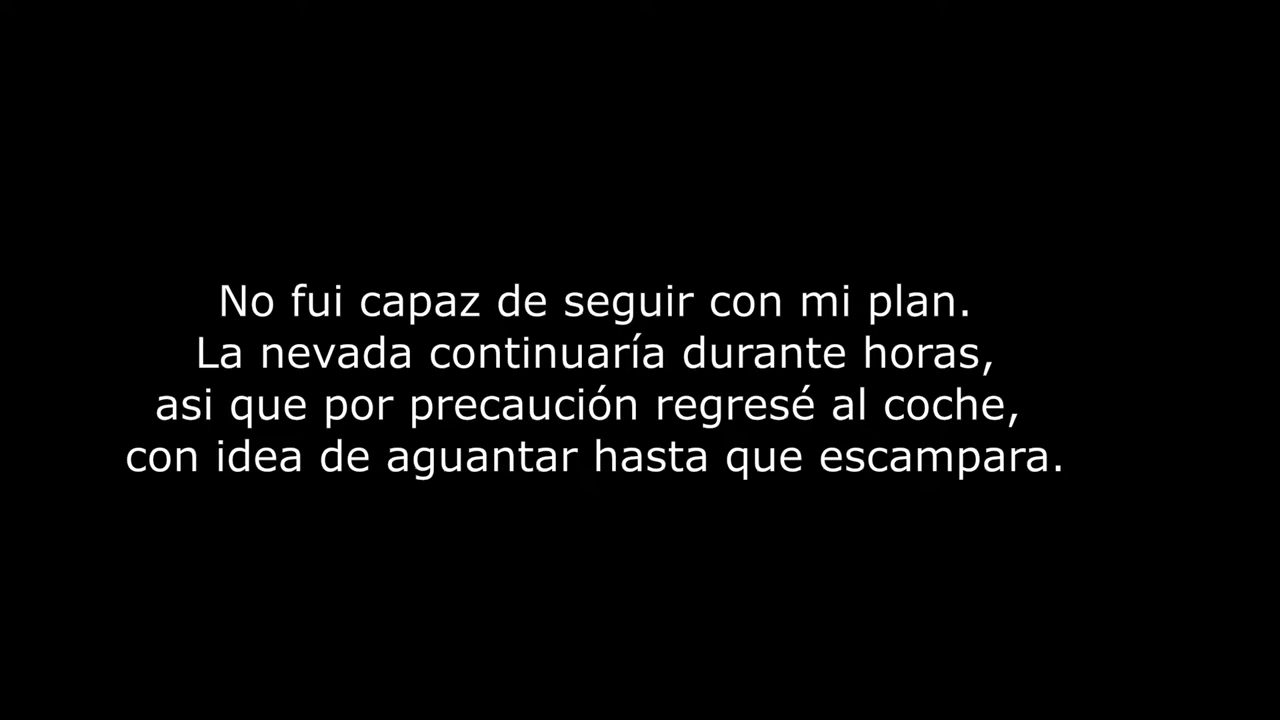 No fui capaz de seguir con mi plan.
La nevada continuaría durante horas,
asi que por precaución regresé al coche,
con idea de aguantar hasta que escampara.